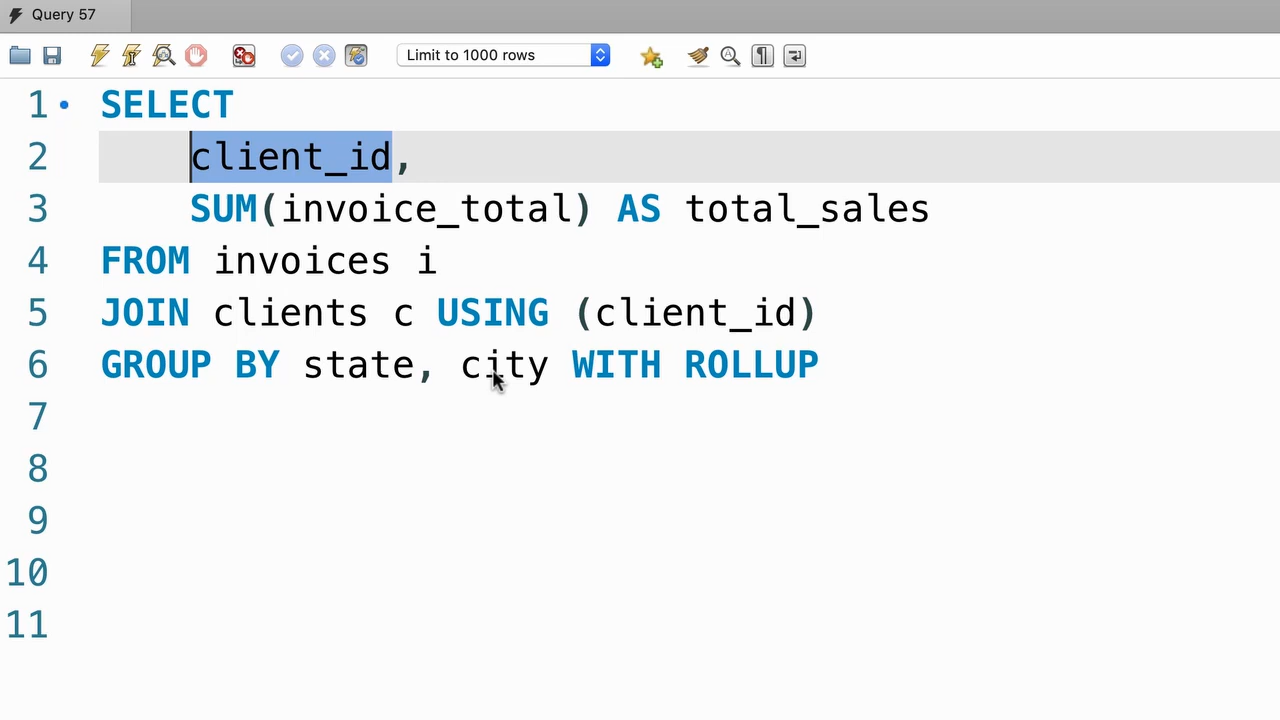 Query 57
Limit to 1000 rows
1 SELECT
2 client_id,
3 SUM(invoice_total) AS total_sales
4 FROM invoices i
5 JOIN clients c USING (client_id)
6 GROUP BY state, city WITH ROLLUP
7
8
9
10
11